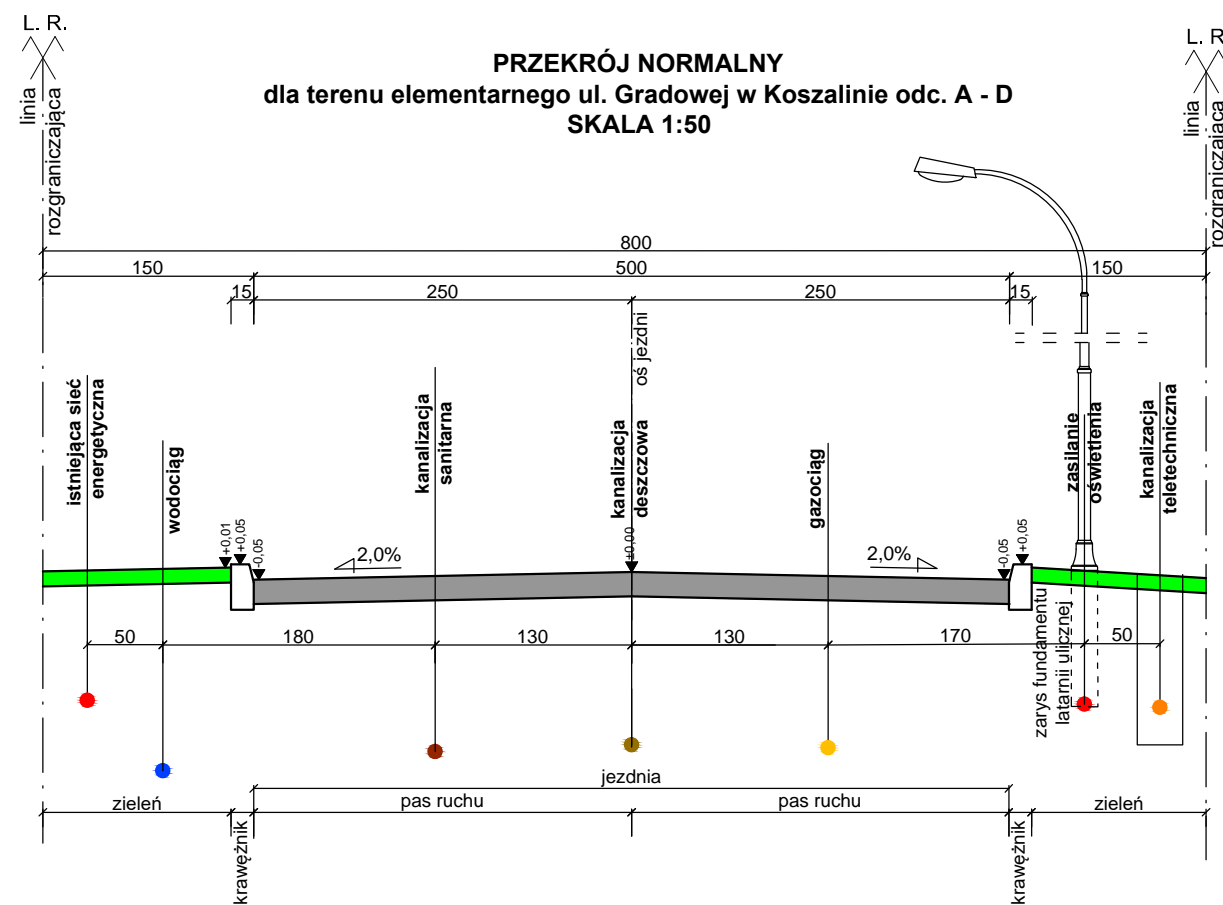 L. R.
L. R
linia
rozgraniczająca
PRZEKRÓJ NORMALNY
dla terenu elementarnego ul. Gradowej w Koszalinie odc. A - D
SKALA 1:50
linia
rozgraniczająca
800
150
500
150
15
250
250
15
oś jezdni
istniejąca sieć
energetyczna
wodociąg
kanalizacja
sanitarna
kanalizacja
deszczowa
gazociąg
zasilanie
oświetlenia
kanalizacja
teletechniczna
+0,01
+0,05
-0,05
2,0%
±0,00
2,0%
-0,05
+0,05
50
180
130
130
170
50
zarys fundamentu
latarnii ulicznej
jezdnia
zieleń
pas ruchu
pas ruchu
zieleń
krawężnik
krawężnik